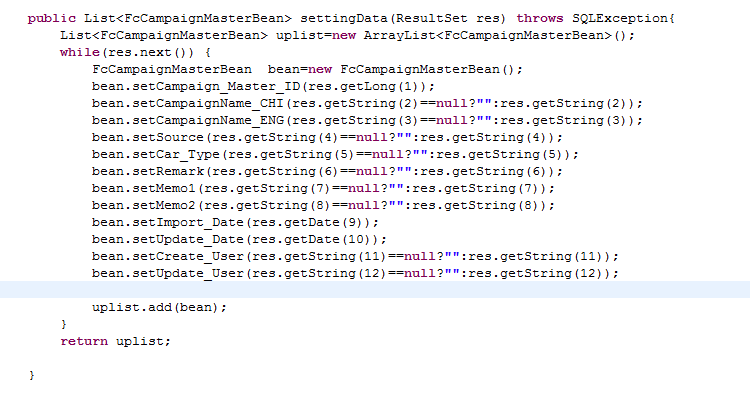 public List<FcCampaignMasterBean> settingData(ResultSet res) throws SQLException{
List<FcCampaignMasterBean> uplist=new ArrayList<FcCampaignMasterBean>();
while(res.next()) {
FcCampaignMasterBean  bean=new FcCampaignMasterBean();
bean.setCampaign_Master_ID(res.getLong(1));
bean.setCampaignName_CHI(res.getString(2)==null?"":res.getString(2));
bean.setCampaignName_ENG(res.getString(3)==null?"":res.getString(3));
bean.setSource(res.getString(4)==null?"":res.getString(4));
bean.setCar_Type(res.getString(5)==null?"":res.getString(5));
bean.setRemark(res.getString(6)==null?"":res.getString(6));
bean.setMemo1(res.getString(7)==null?"":res.getString(7));
bean.setMemo2(res.getString(8)==null?"":res.getString(8));
bean.setImport_Date(res.getDate(9));
bean.setUpdate_Date(res.getDate(10));
bean.setCreate_User(res.getString(11)==null?"":res.getString(11));
bean.setUpdate_User(res.getString(12)==null?"":res.getString(12));
uplist.add(bean);
}
return uplist;
}